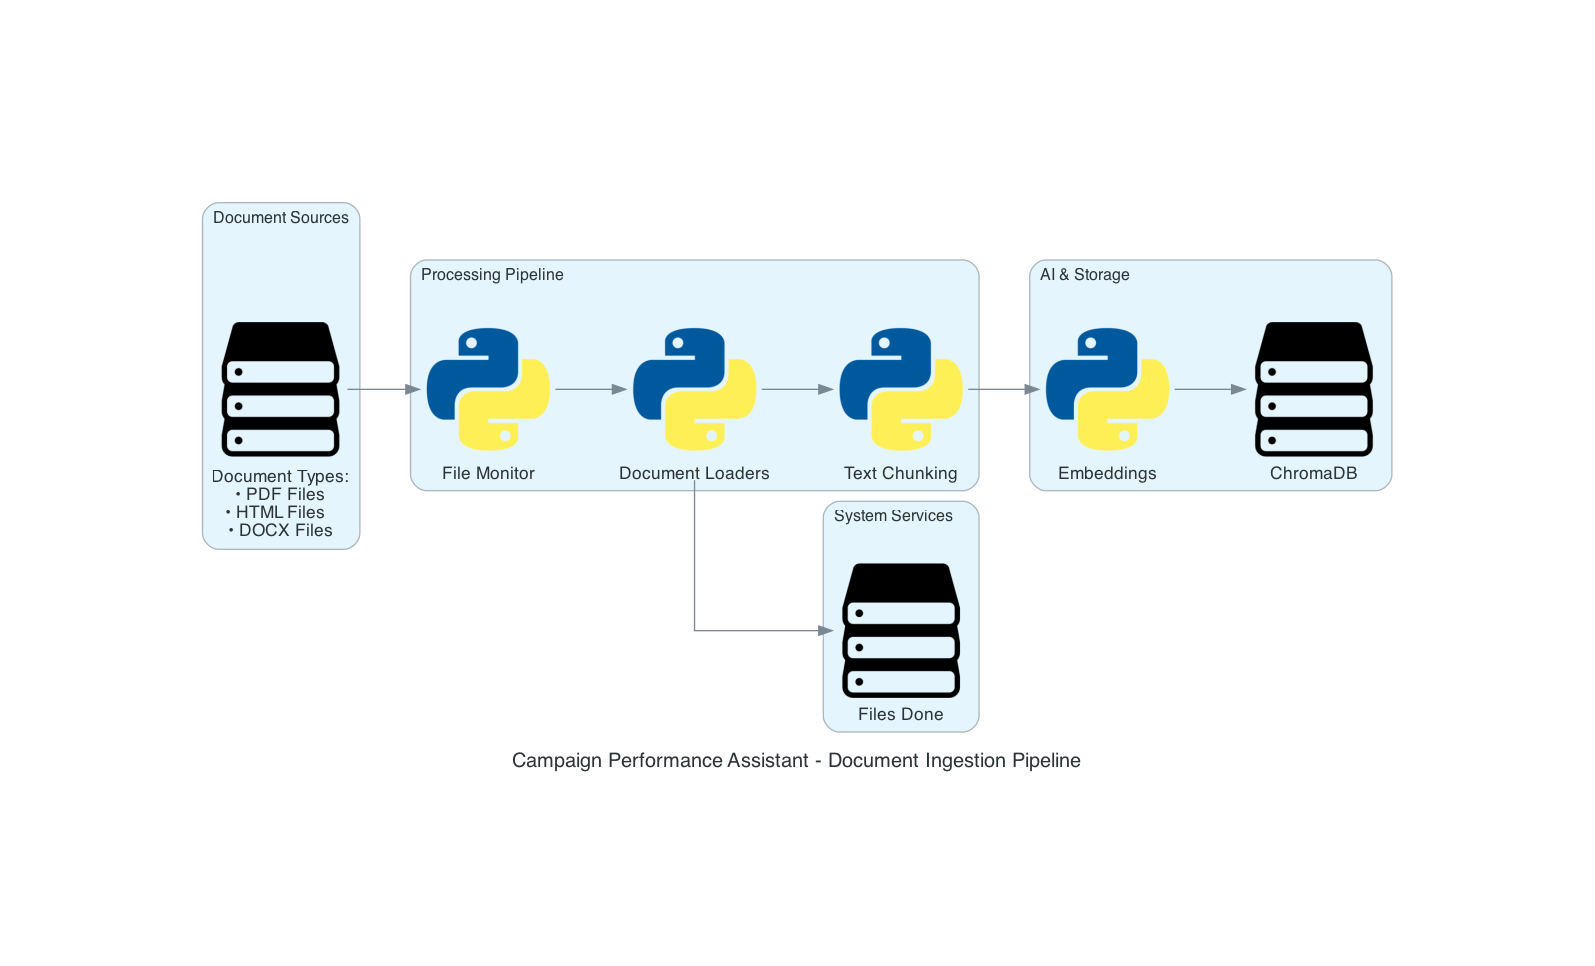 Document Sources
Document Types:
• PDF Files
• HTML Files
• DOCX Files
Processing Pipeline
File Monitor
Document Loaders
Text Chunking
AI & Storage
Embeddings
ChromaDB
System Services
Files Done
Campaign Performance Assistant - Document Ingestion Pipeline